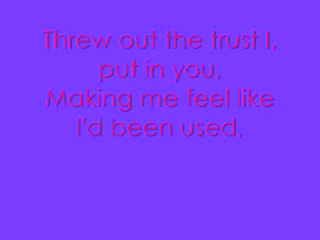 Threw out the trust I,
put in you,
Making me feel like
I'd been used,